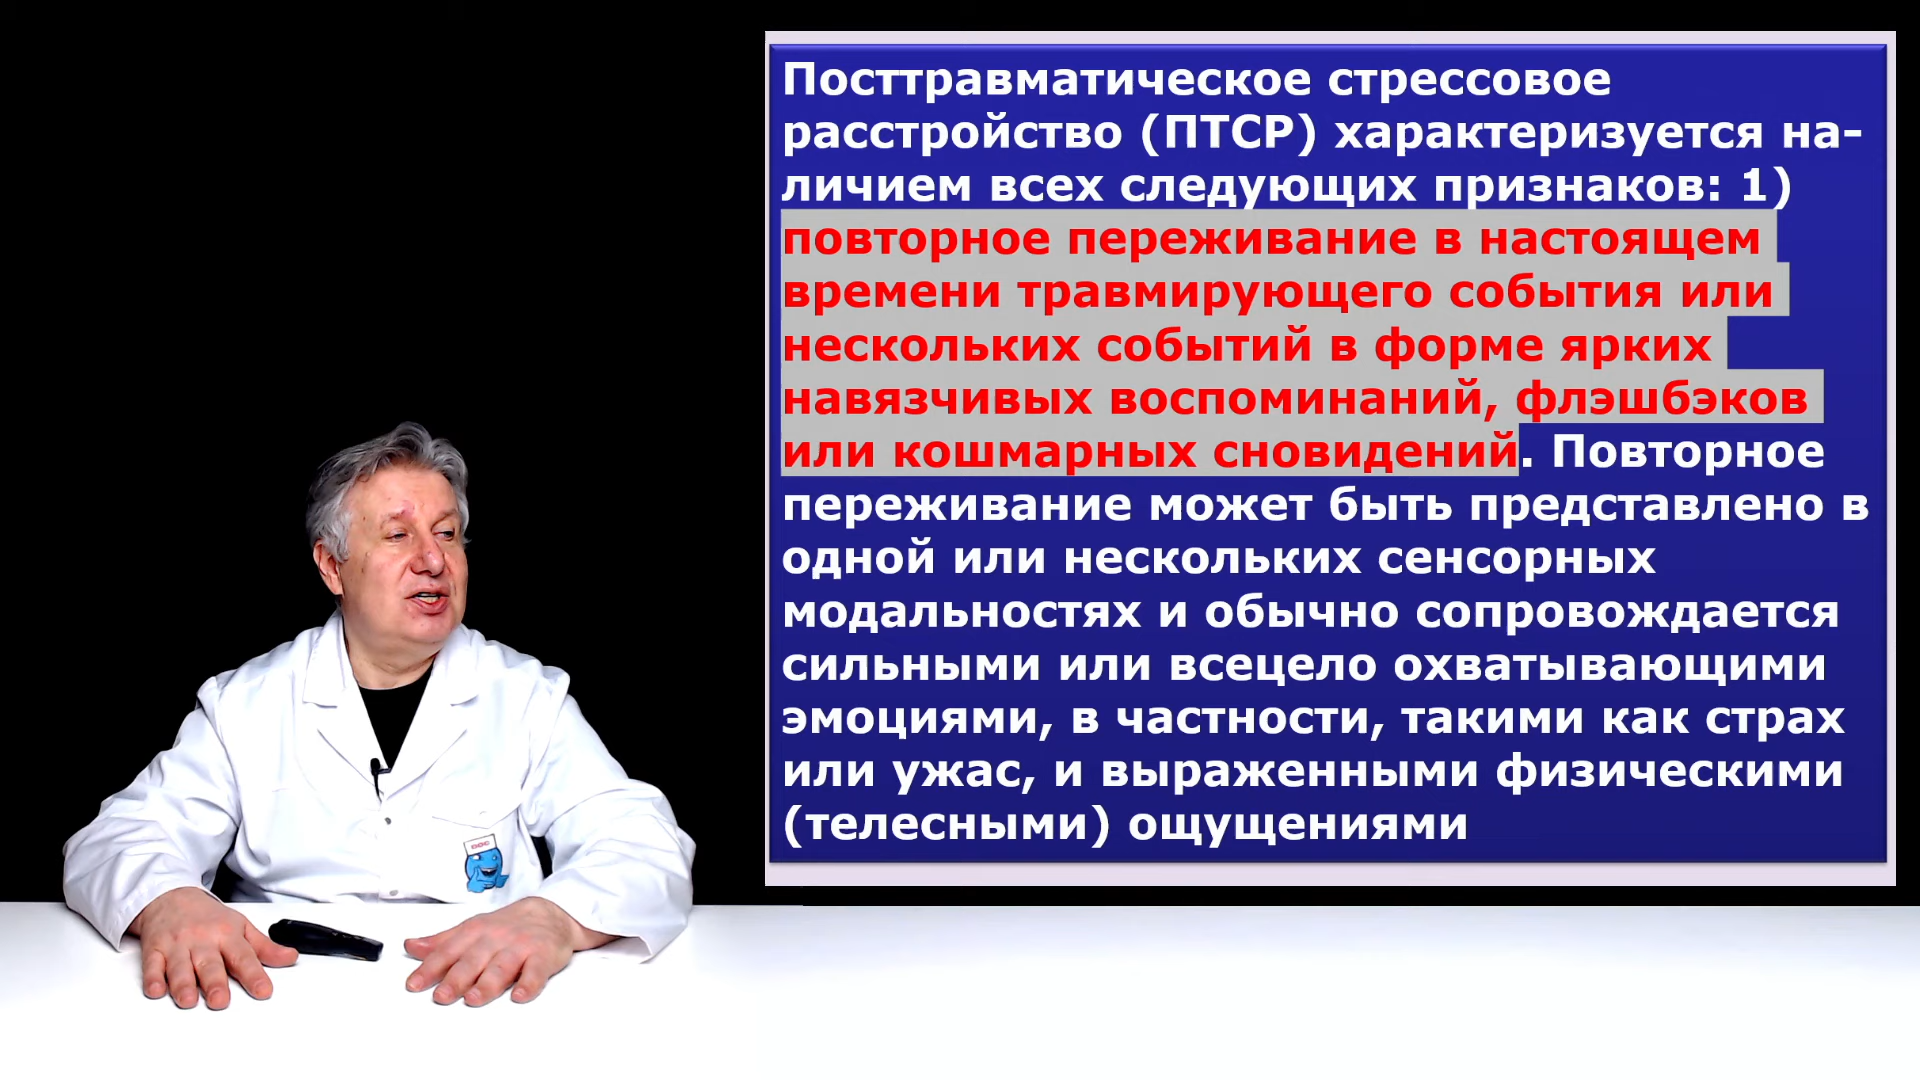 Посттравматическое стрессовое
расстройство (ПТСР) характеризуется на-
личием всех следующих признаков: 1)
повторное переживание в настоящем
времени травмирующего события или
нескольких событий в форме ярких
навязчивых воспоминаний, флэшбэков
или кошмарных сновидений. Повторное
переживание может быть представлено в
одной или нескольких сенсорных
модальностях и обычно сопровождается
сильными или всецело охватывающими
эмоциями, в частности, такими как страх
или ужас, и выраженными физическими
(телесными) ощущениями